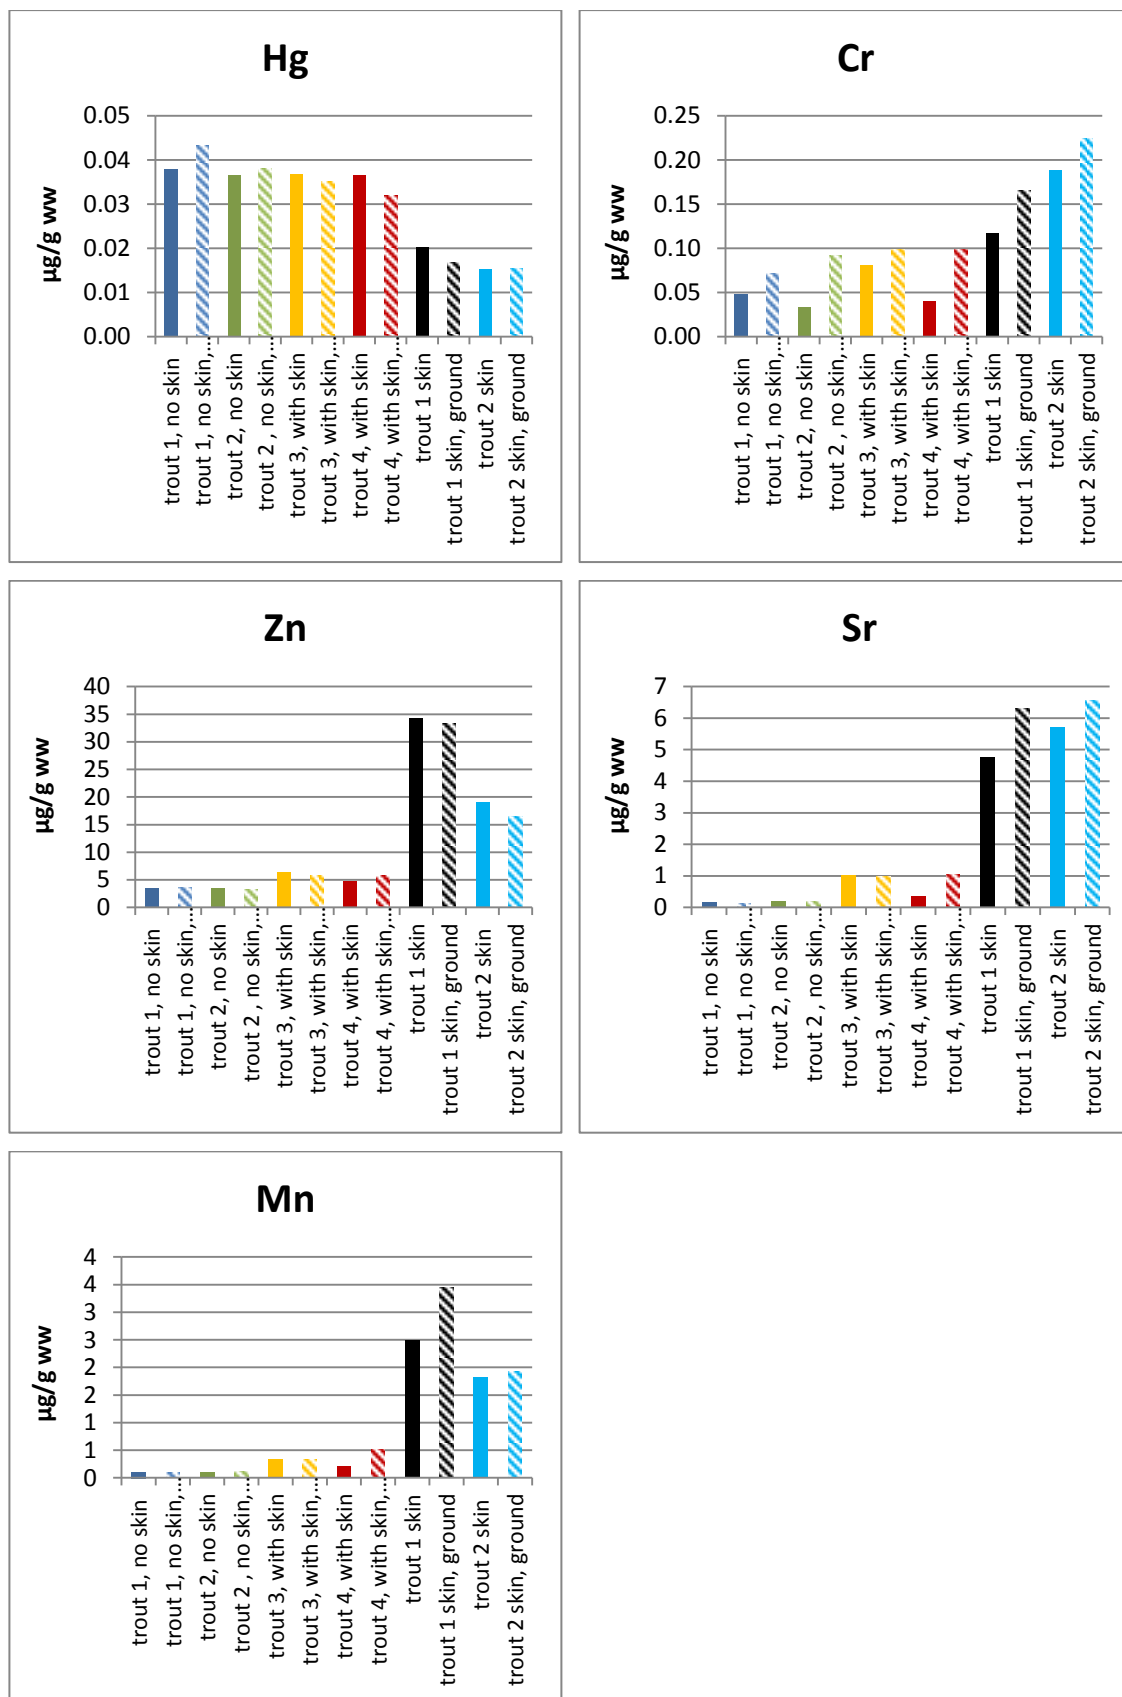 Hg
0.05
0.04
0.03
0.02
0.01
0.00
µg/g ww
trout 1, no skin
trout 1, no skin,...
trout 2, no skin
trout 2 , no skin,...
trout 3, with skin
trout 3, with skin,...
trout 4, with skin
trout 4, with skin,...
trout 1 skin
trout 1 skin, ground
trout 2 skin
trout 2 skin, ground
Cr
0.25
0.20
0.15
0.10
0.05
0.00
µg/g ww
trout 1, no skin
trout 1, no skin,...
trout 2, no skin
trout 2 , no skin,...
trout 3, with skin
trout 3, with skin,...
trout 4, with skin
trout 4, with skin,...
trout 1 skin
trout 1 skin, ground
trout 2 skin
trout 2 skin, ground
Zn
40
35
30
25
20
15
10
5
0
µg/g ww
trout 1, no skin
trout 1, no skin,...
trout 2, no skin
trout 2 , no skin,...
trout 3, with skin
trout 3, with skin,...
trout 4, with skin
trout 4, with skin,...
trout 1 skin
trout 1 skin, ground
trout 2 skin
trout 2 skin, ground
Sr
7
6
5
4
3
2
1
0
µg/g ww
trout 1, no skin
trout 1, no skin,...
trout 2, no skin
trout 2 , no skin,...
trout 3, with skin
trout 3, with skin,...
trout 4, with skin
trout 4, with skin,...
trout 1 skin
trout 1 skin, ground
trout 2 skin
trout 2 skin, ground
Mn
4
4
3
3
2
2
1
1
0
µg/g ww
trout 1, no skin
trout 1, no skin,...
trout 2, no skin
trout 2 , no skin,...
trout 3, with skin
trout 3, with skin,...
trout 4, with skin
trout 4, with skin,...
trout 1 skin
trout 1 skin, ground
trout 2 skin
trout 2 skin, ground